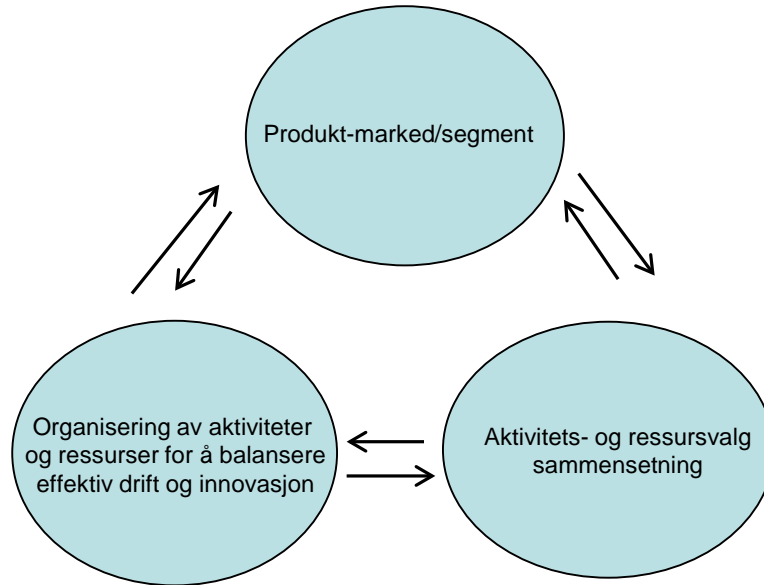 Produkt-marked/segment
Organisering av aktiviteter
og ressurser for å balansere
effektiv drift og innovasjon
Aktivitets- og ressursvalg
sammensetning